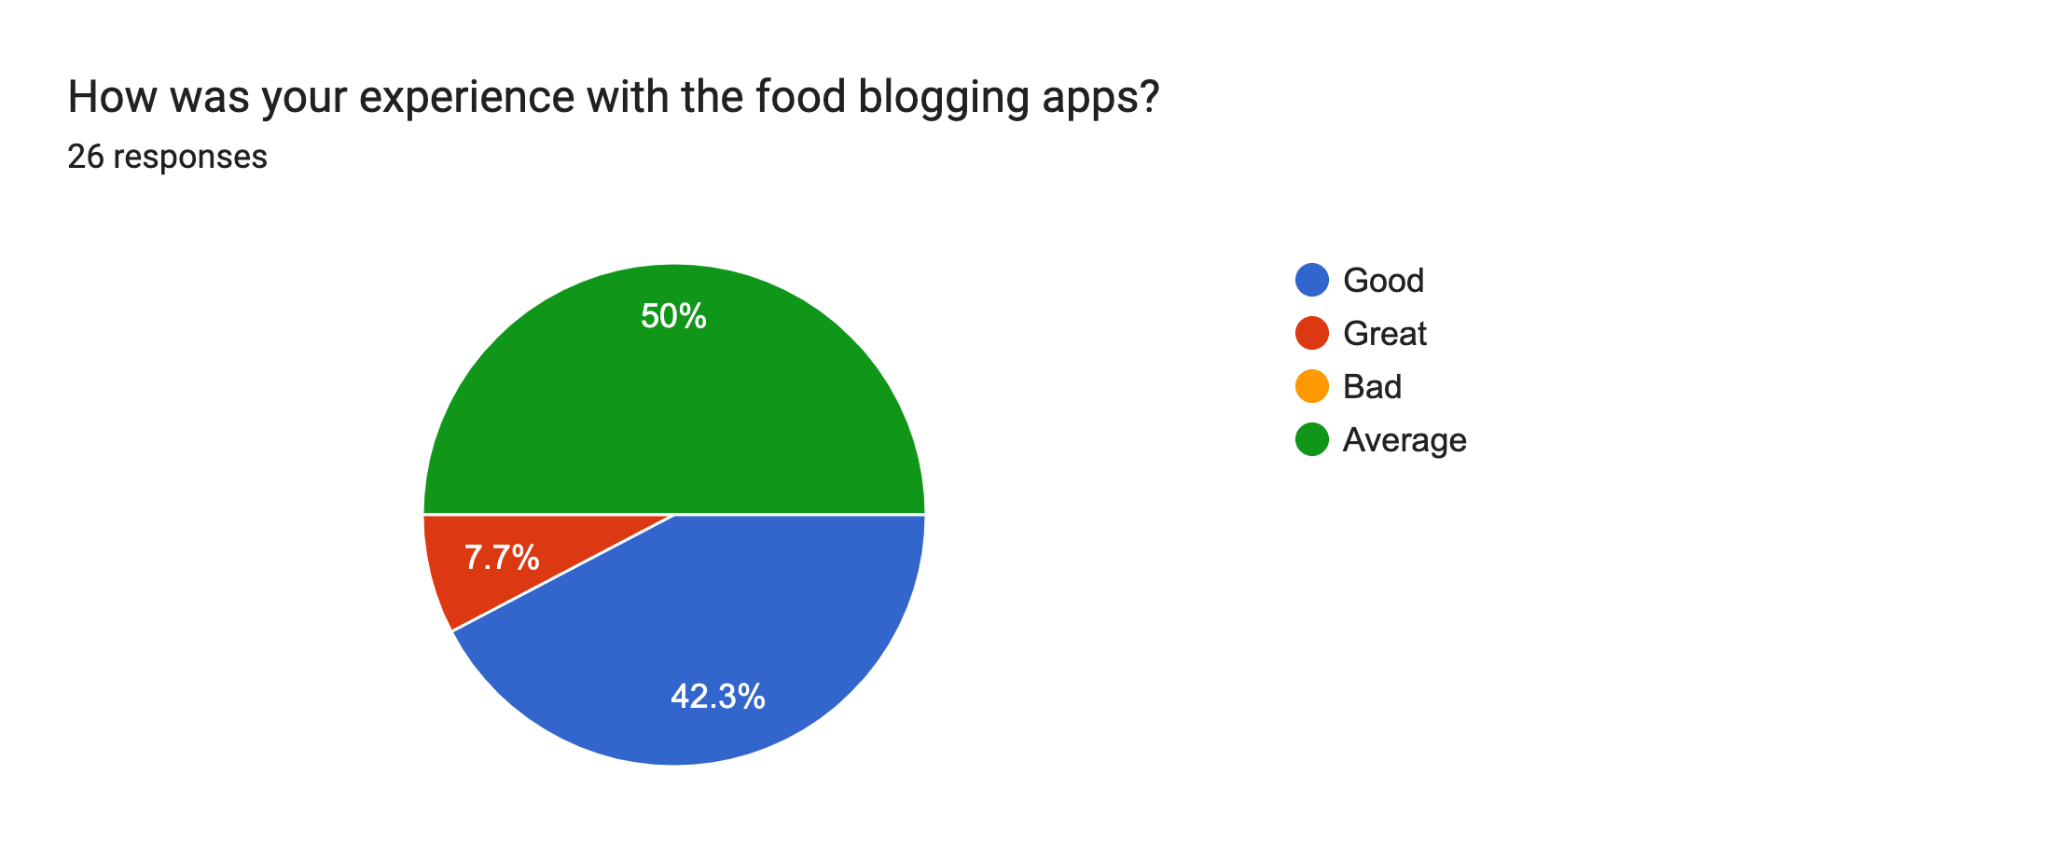 How was your experience with the food blogging apps?
26 responses
50%
7.7%
42.3%
Good
Great
Bad
Average